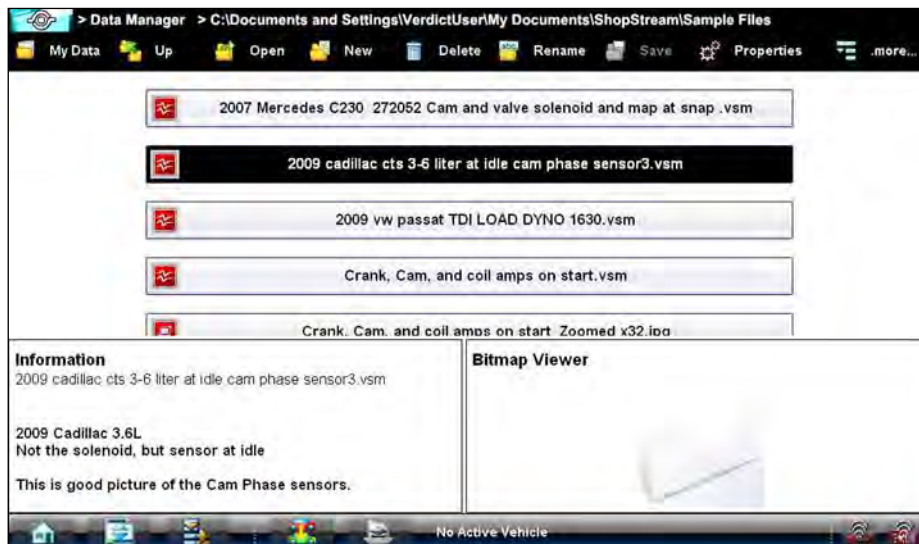 > Data Manager > C:\Documents and Settings\VerdictUser\My Documents\ShopStream\Sample Files
My Data Up Open New Delete Rename Save Properties .more...
2007 Mercedes C230 272052 Cam and valve solenoid and map at snap .vsm
2009 cadillac cts 3-6 liter at idle cam phase sensor3.vsm
2009 vw passat TDI LOAD DYNO 1630.vsm
Crank, Cam, and coil amps on start.vsm
Crank, Cam, and coil amps on start Zoomed x32.jpg
Information
2009 cadillac cts 3-6 liter at idle cam phase sensor3.vsm
2009 Cadillac 3.6L
Not the solenoid, but sensor at idle
This is good picture of the Cam Phase sensors.
Bitmap Viewer
No Active Vehicle